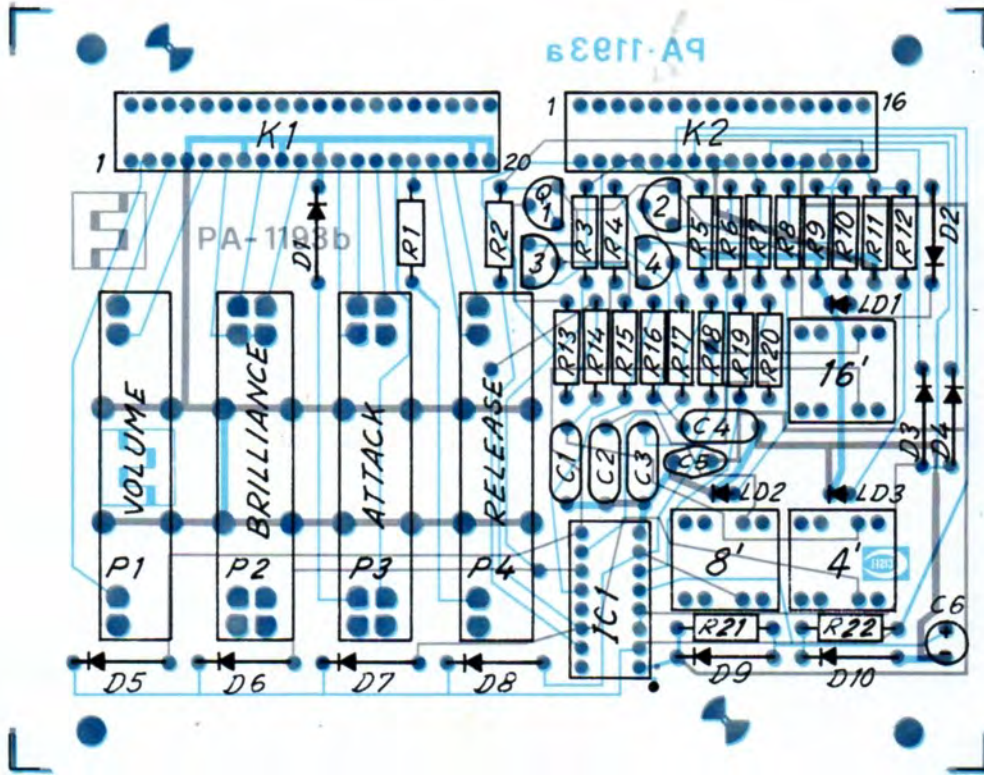 PA-1193a
1 16
K1 K2
1 20
Q 1 2
PA-1193b D1 R1 R2 3 R3 R4 4 R5 R6 R7 R8 R9 R10 R11 R12 D2
LD1
R13 R14 R15 R16 R17 R18 R19 R20 16'
VOLUME BRILLIANCE ATTACK RELEASE
C1 C2 C3 C4 C5 D3 D4
LD2 LD3
P1 P2 P3 P4 IC1 8' 4'
C6
R21 R22
D5 D6 D7 D8 D9 D10